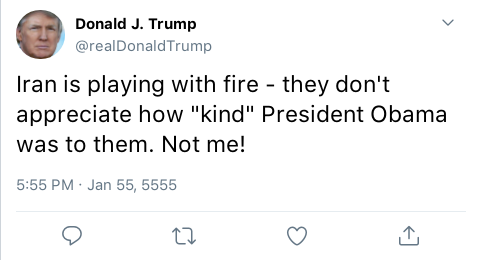 Donald J. Trump
@realDonaldTrump
Iran is playing with fire - they don't
appreciate how "kind" President Obama
was to them. Not me!
5:55 PM · Jan 55, 5555